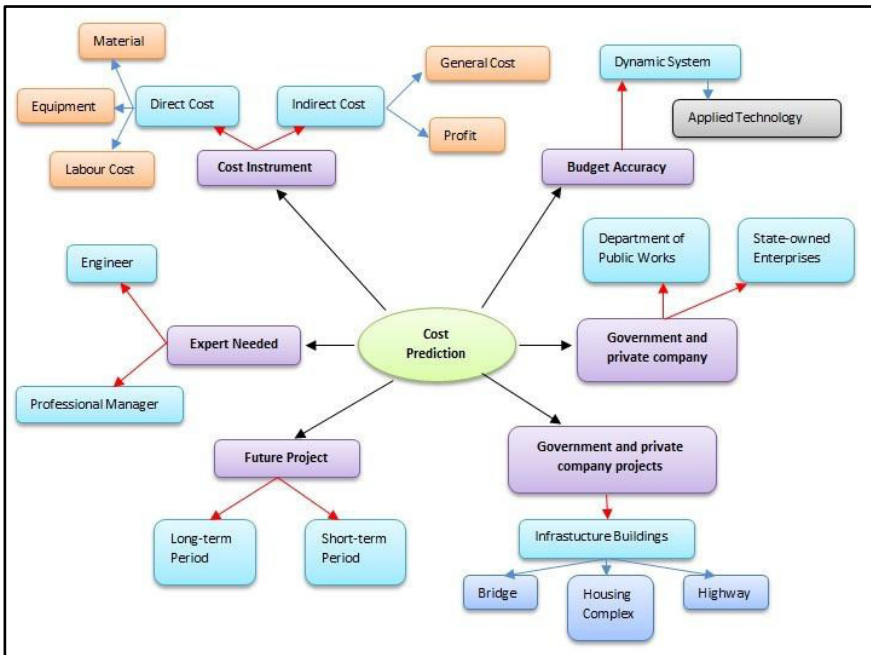 Material
Equipment
Labour Cost
Direct Cost
Indirect Cost
General Cost
Profit
Cost Instrument
Dynamic System
Applied Technology
Budget Accuracy
Department of
Public Works
State-owned
Enterprises
Government and
private company
Engineer
Expert Needed
Professional Manager
Cost
Prediction
Future Project
Long-term
Period
Short-term
Period
Government and private
company projects
Infrastucture Buildings
Bridge
Housing
Complex
Highway